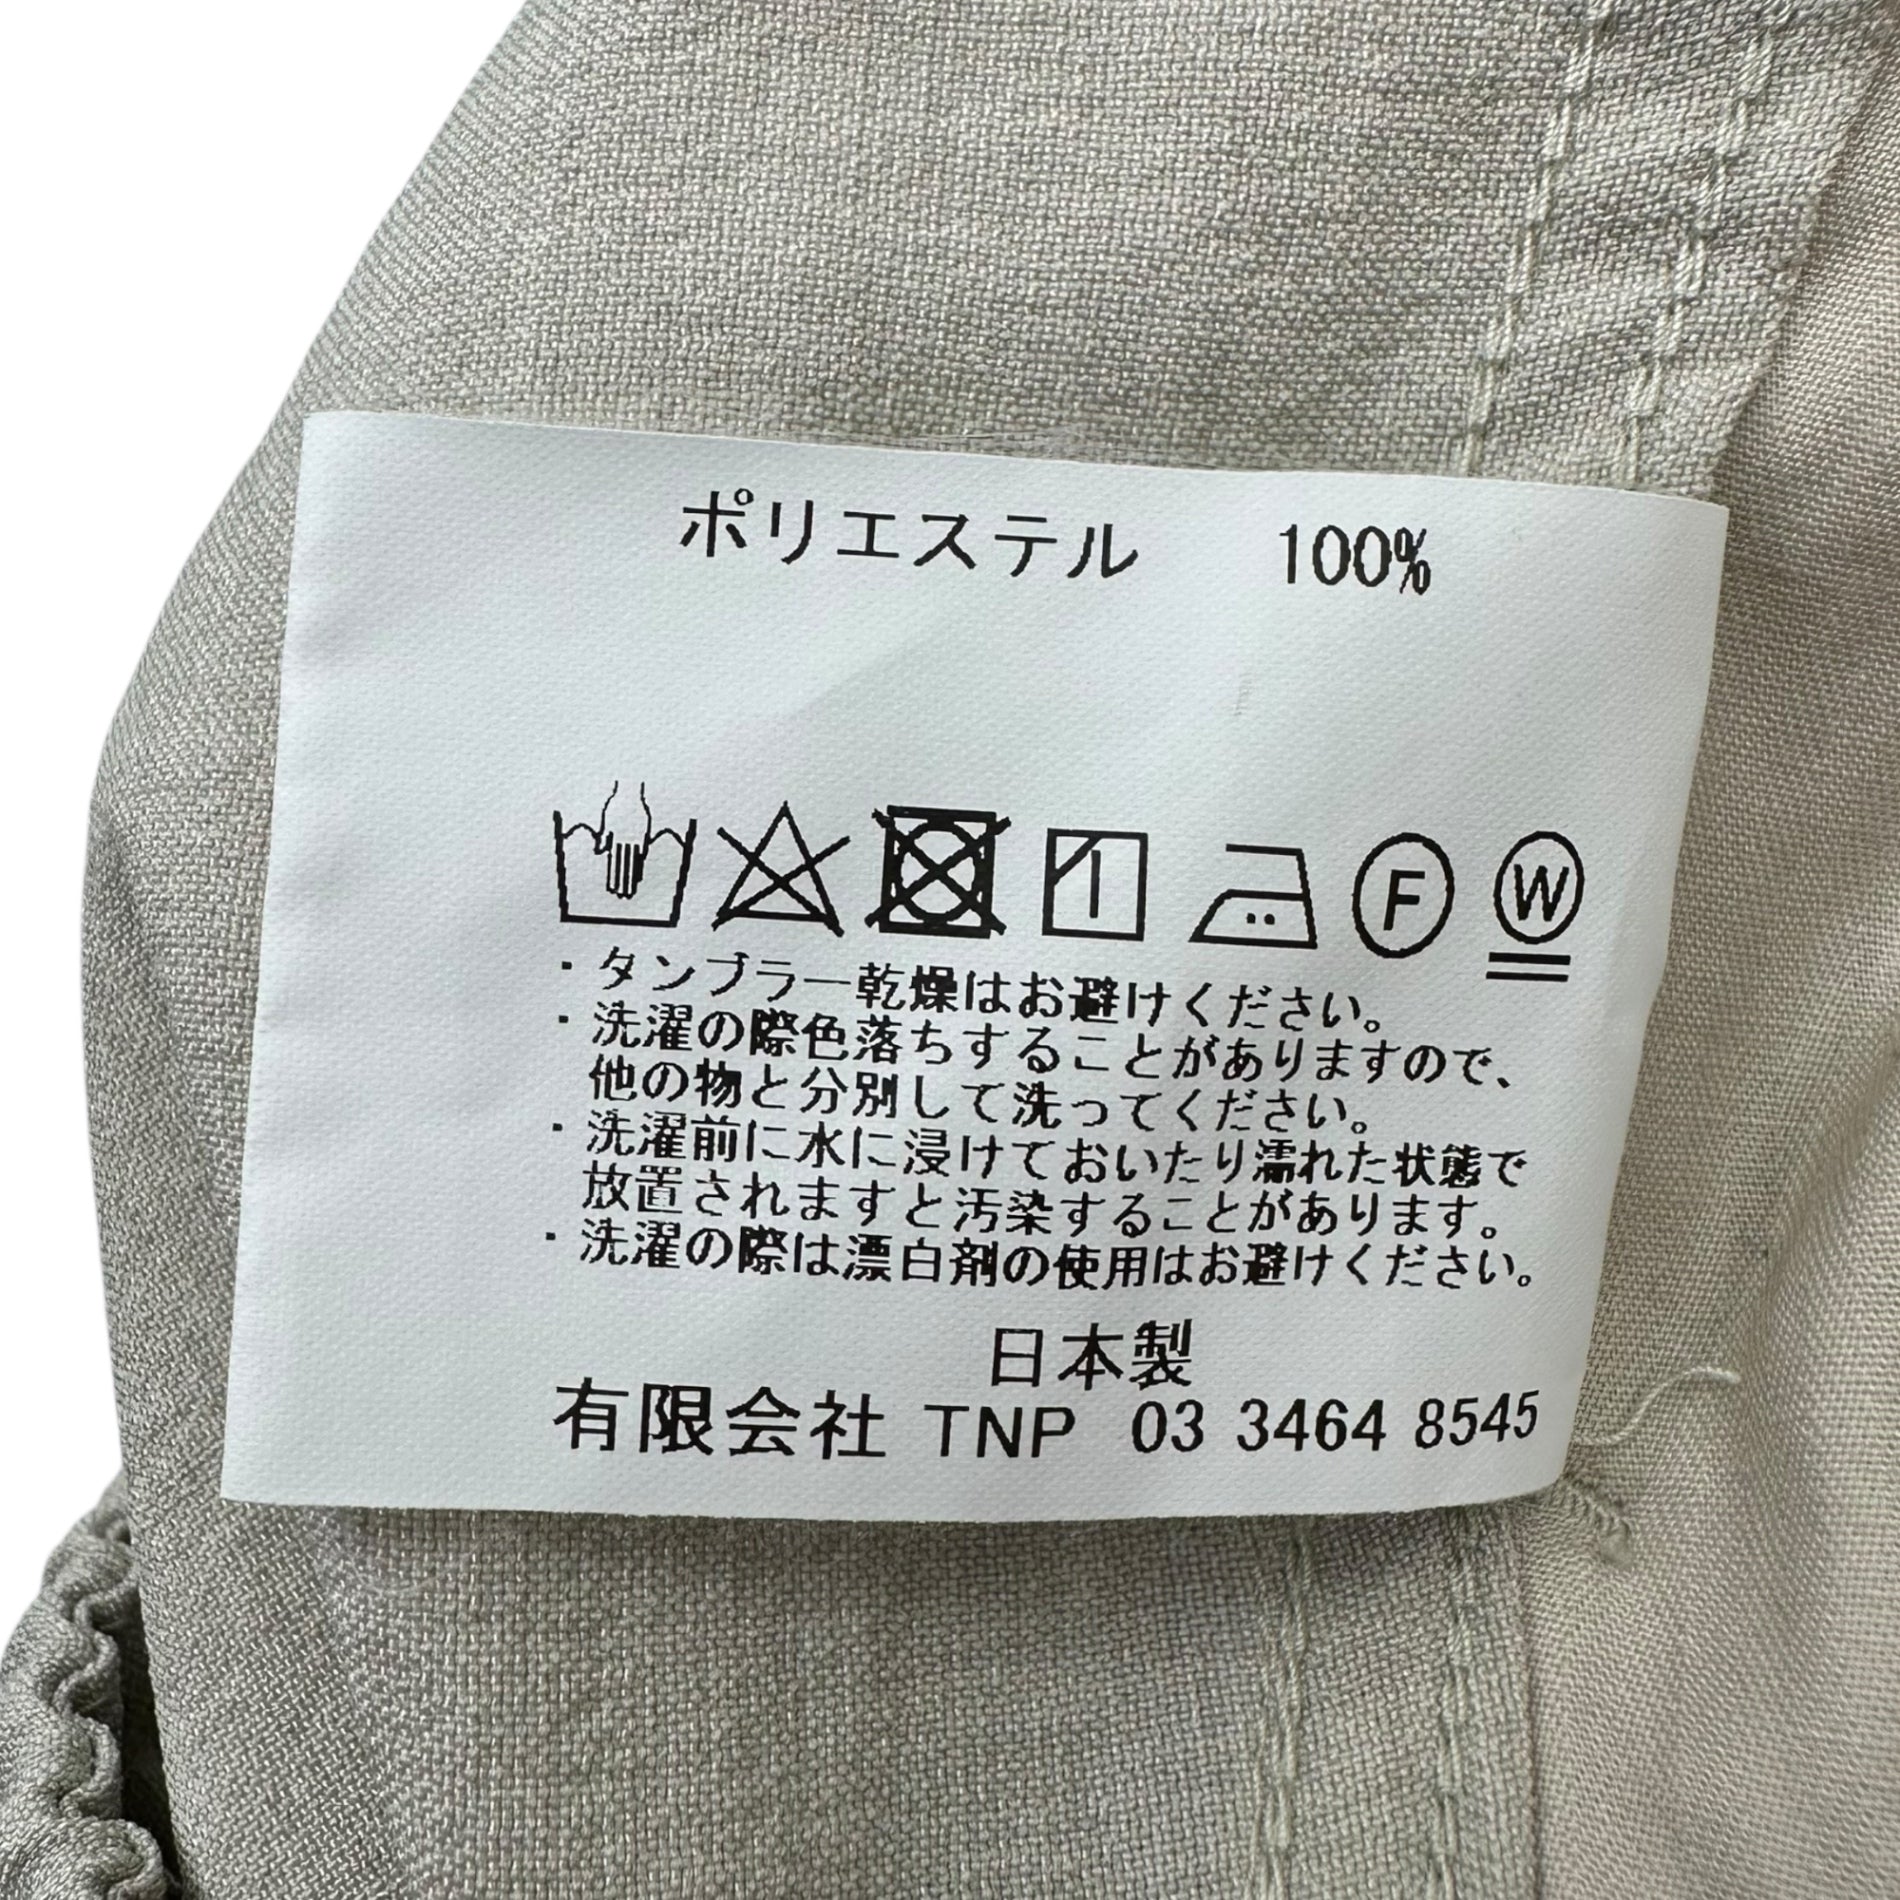 ポリエステル 100%
F W
・タンブラー乾燥はお避けください。
・洗濯の際色落ちすることがありますので、
他の物と分別して洗ってください。
・洗濯前に水に浸けておいたり濡れた状態で
放置されますと汚染することがあります。
・洗濯の際は漂白剤の使用はお避けください。
日本製
有限会社 TNP 03 3464 8545